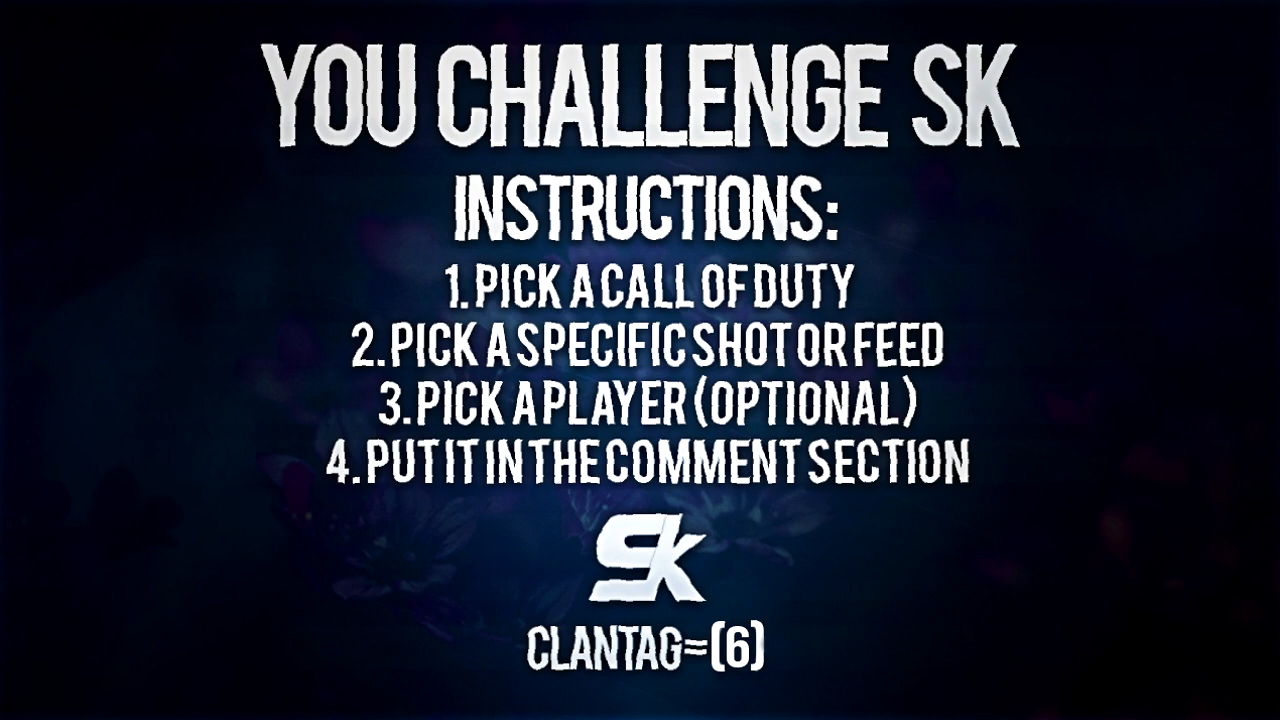 YOU CHALLENGE SK
INSTRUCTIONS:
1. PICK A CALL OF DUTY
2. PICK A SPECIFIC SHOT OR FEED
3. PICK A PLAYER (OPTIONAL)
4. PUT IT IN THE COMMENT SECTION
SK
CLANTAG=(6)